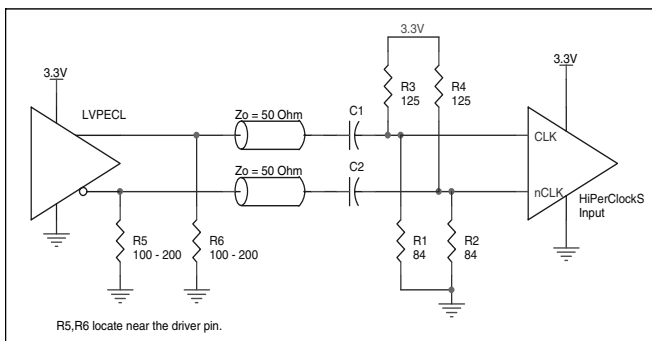 3.3V
3.3V
3.3V
R3
125
R4
125
LVPECL
Zo = 50 Ohm
C1
CLK
Zo = 50 Ohm
C2
nCLK
HiPerClockS
Input
R5
100 - 200
R6
100 - 200
R1
84
R2
84
R5,R6 locate near the driver pin.